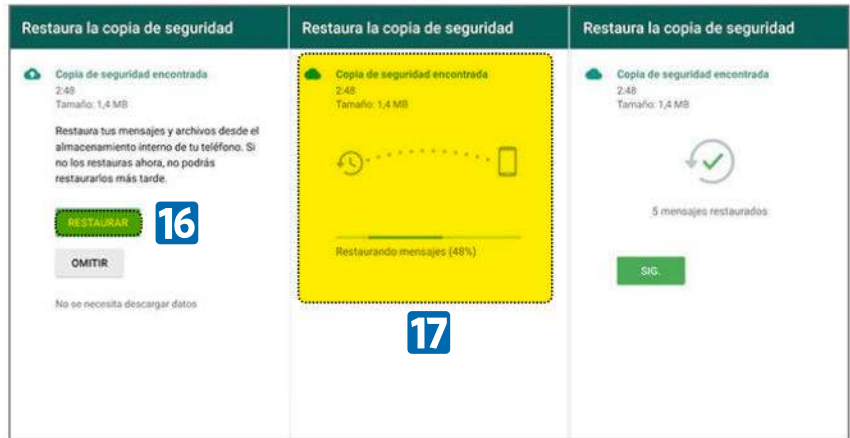 Restaura la copia de seguridad
Copia de seguridad encontrada
2:48
Tamaño: 1,4 MB
Restaura tus mensajes y archivos desde el
almacenamiento interno de tu teléfono. Si
no los restauras ahora, no podrás
restaurarlos más tarde.
RESTAURAR
16
OMITIR
No se necesita descargar datos
Restaura la copia de seguridad
Copia de seguridad encontrada
2:48
Tamaño: 1,4 MB
Restaurando mensajes (48%)
17
Restaura la copia de seguridad
Copia de seguridad encontrada
2:48
Tamaño: 1,4 MB
5 mensajes restaurados
SIG.